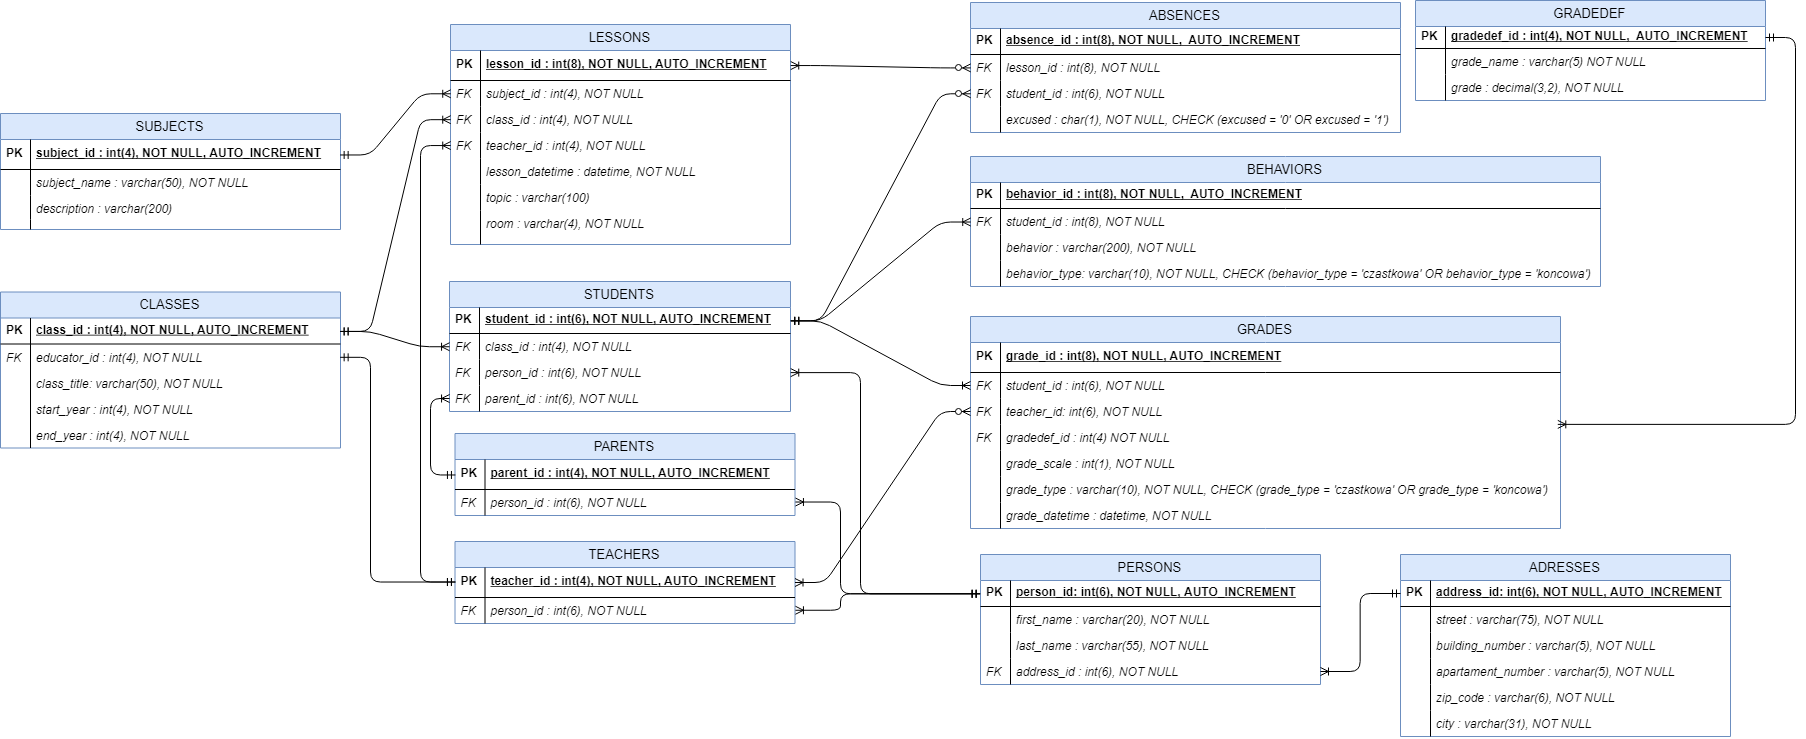 SUBJECTS
PK subject_id : int(4), NOT NULL, AUTO_INCREMENT
subject_name : varchar(50), NOT NULL
description : varchar(200)
CLASSES
PK class_id : int(4), NOT NULL, AUTO_INCREMENT
FK educator_id : int(4), NOT NULL
class_title: varchar(50), NOT NULL
start_year : int(4), NOT NULL
end_year : int(4), NOT NULL
LESSONS
PK lesson_id : int(8), NOT NULL, AUTO_INCREMENT
FK subject_id : int(4), NOT NULL
FK class_id : int(4), NOT NULL
FK teacher_id : int(4), NOT NULL
lesson_datetime : datetime, NOT NULL
topic : varchar(100)
room : varchar(4), NOT NULL
STUDENTS
PK student_id : int(6), NOT NULL, AUTO_INCREMENT
FK class_id : int(4), NOT NULL
FK person_id : int(6), NOT NULL
FK parent_id : int(6), NOT NULL
PARENTS
PK parent_id : int(4), NOT NULL, AUTO_INCREMENT
FK person_id : int(6), NOT NULL
TEACHERS
PK teacher_id : int(4), NOT NULL, AUTO_INCREMENT
FK person_id : int(6), NOT NULL
ABSENCES
PK absence_id : int(8), NOT NULL, AUTO_INCREMENT
FK lesson_id : int(8), NOT NULL
FK student_id : int(6), NOT NULL
excused : char(1), NOT NULL, CHECK (excused = '0' OR excused = '1')
GRADEDEF
PK gradedef_id : int(4), NOT NULL, AUTO_INCREMENT
grade_name : varchar(5) NOT NULL
grade : decimal(3,2), NOT NULL
BEHAVIORS
PK behavior_id : int(8), NOT NULL, AUTO_INCREMENT
FK student_id : int(8), NOT NULL
behavior : varchar(200), NOT NULL
behavior_type: varchar(10), NOT NULL, CHECK (behavior_type = 'czastkowa' OR behavior_type = 'koncowa')
GRADES
PK grade_id : int(8), NOT NULL, AUTO_INCREMENT
FK student_id : int(6), NOT NULL
FK teacher_id: int(6), NOT NULL
FK gradedef_id : int(4) NOT NULL
grade_scale : int(1), NOT NULL
grade_type : varchar(10), NOT NULL, CHECK (grade_type = 'czastkowa' OR grade_type = 'koncowa')
grade_datetime : datetime, NOT NULL
PERSONS
PK person_id: int(6), NOT NULL, AUTO_INCREMENT
first_name : varchar(20), NOT NULL
last_name : varchar(55), NOT NULL
FK address_id : int(6), NOT NULL
ADRESSES
PK address_id: int(6), NOT NULL, AUTO_INCREMENT
street : varchar(75), NOT NULL
building_number : varchar(5), NOT NULL
apartament_number : varchar(5), NOT NULL
zip_code : varchar(6), NOT NULL
city : varchar(31), NOT NULL